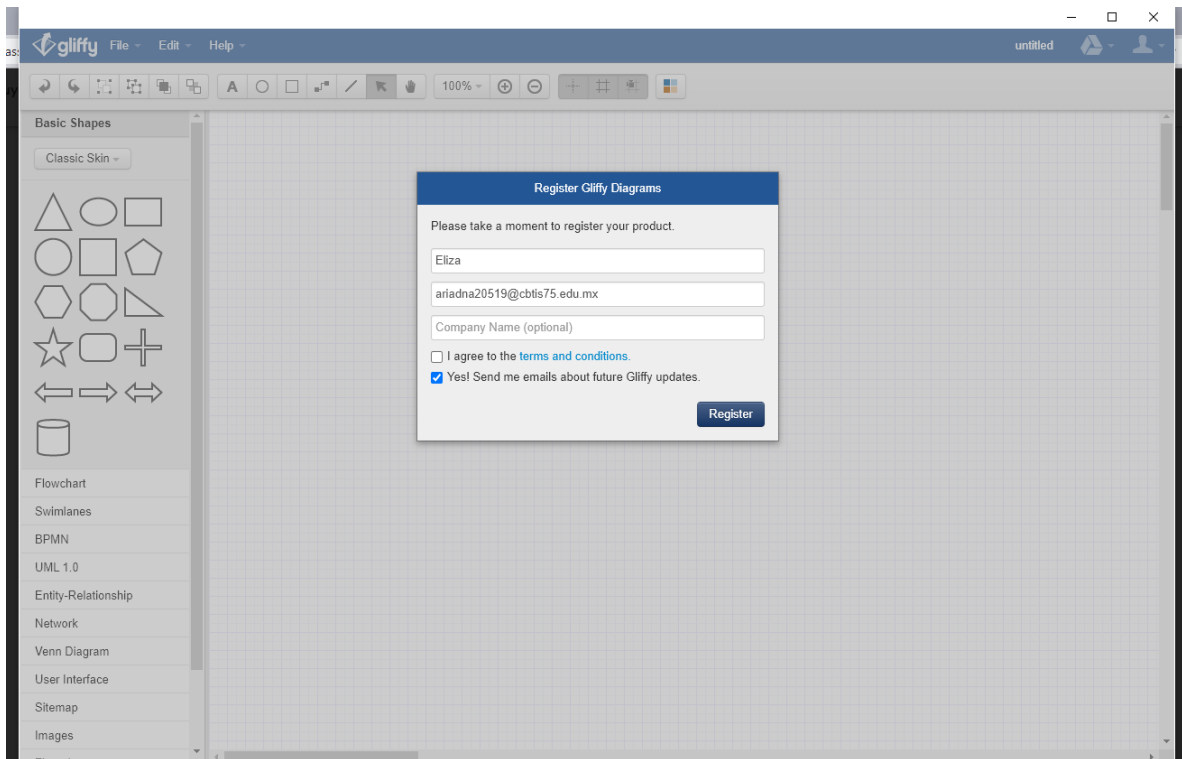 gliffy File Edit Help untitled
A 100%
Basic Shapes
Classic Skin
Register Gliffy Diagrams
Please take a moment to register your product.
Eliza
ariadna20519@cbtis75.edu.mx
Company Name (optional)
I agree to the terms and conditions.
Yes! Send me emails about future Gliffy updates.
Register
Flowchart
Swimlanes
BPMN
UML 1.0
Entity-Relationship
Network
Venn Diagram
User Interface
Sitemap
Images